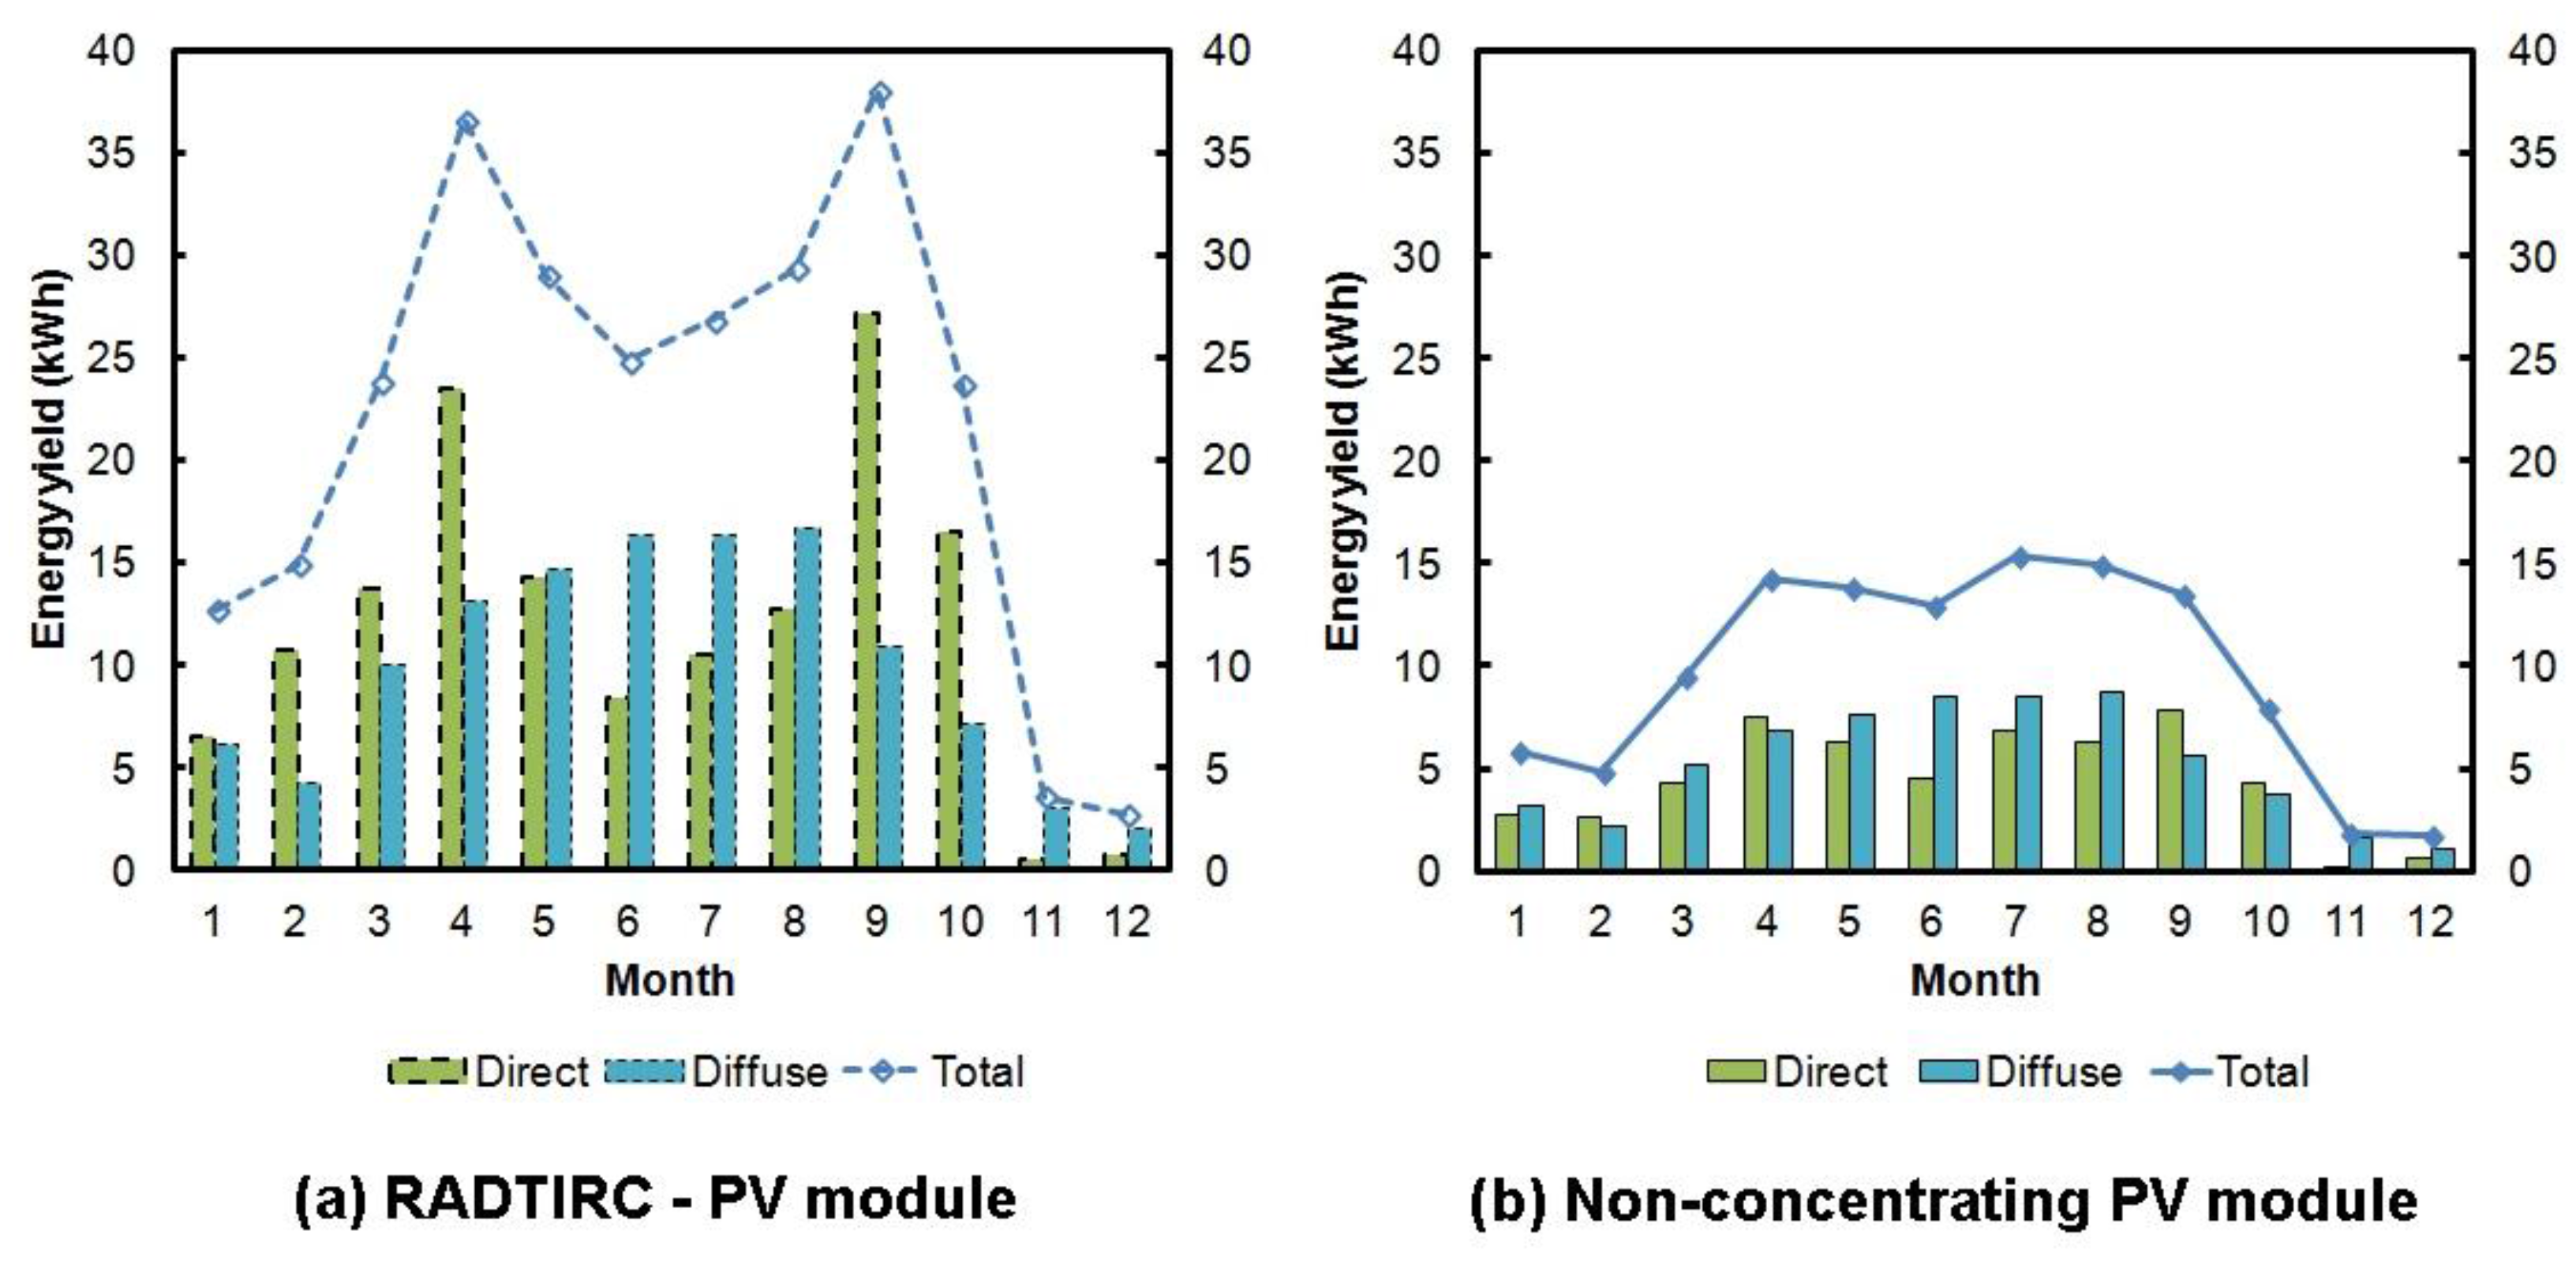 40 40
35 35
30 30
25 25
20 20
15 15
10 10
5 5
0 0
Energy yield (kWh)
1 2 3 4 5 6 7 8 9 10 11 12
Month
Direct Diffuse Total
(a) RADTIRC - PV module
40 40
35 35
30 30
25 25
20 20
15 15
10 10
5 5
0 0
Energy yield (kWh)
1 2 3 4 5 6 7 8 9 10 11 12
Month
Direct Diffuse Total
(b) Non-concentrating PV module